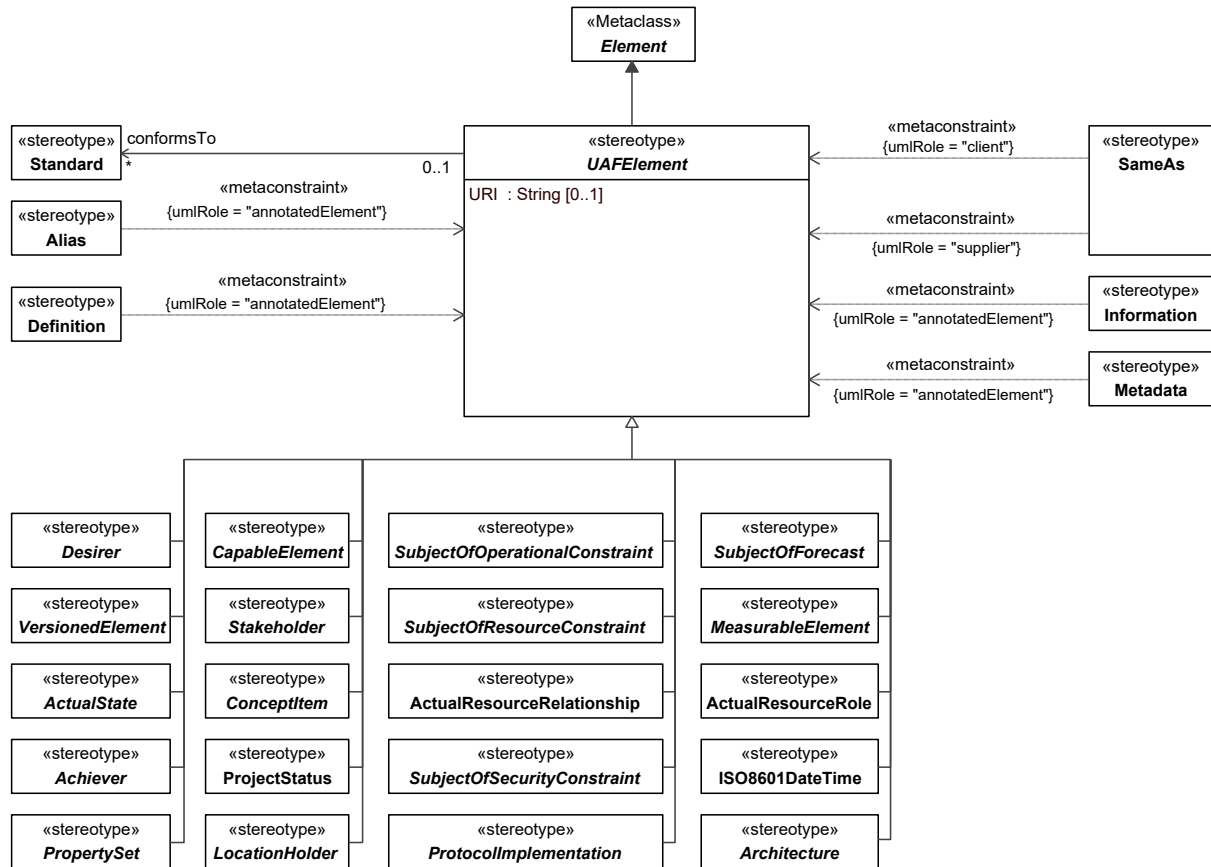 «Metaclass»
Element
«stereotype»
Standard
conformsTo
*
0..1
«stereotype»
UAFElement
URI : String [0..1]
«metaconstraint»
{umlRole = "client"}
«stereotype»
SameAs
«metaconstraint»
{umlRole = "supplier"}
«stereotype»
Alias
«metaconstraint»
{umlRole = "annotatedElement"}
«stereotype»
Definition
«metaconstraint»
{umlRole = "annotatedElement"}
«metaconstraint»
{umlRole = "annotatedElement"}
«stereotype»
Information
«metaconstraint»
{umlRole = "annotatedElement"}
«stereotype»
Metadata
«stereotype»
Desirer
«stereotype»
CapableElement
«stereotype»
SubjectOfOperationalConstraint
«stereotype»
SubjectOfForecast
«stereotype»
VersionedElement
«stereotype»
Stakeholder
«stereotype»
SubjectOfResourceConstraint
«stereotype»
MeasurableElement
«stereotype»
ActualState
«stereotype»
ConceptItem
«stereotype»
ActualResourceRelationship
«stereotype»
ActualResourceRole
«stereotype»
Achiever
«stereotype»
ProjectStatus
«stereotype»
SubjectOfSecurityConstraint
«stereotype»
ISO8601DateTime
«stereotype»
PropertySet
«stereotype»
LocationHolder
«stereotype»
ProtocolImplementation
«stereotype»
Architecture